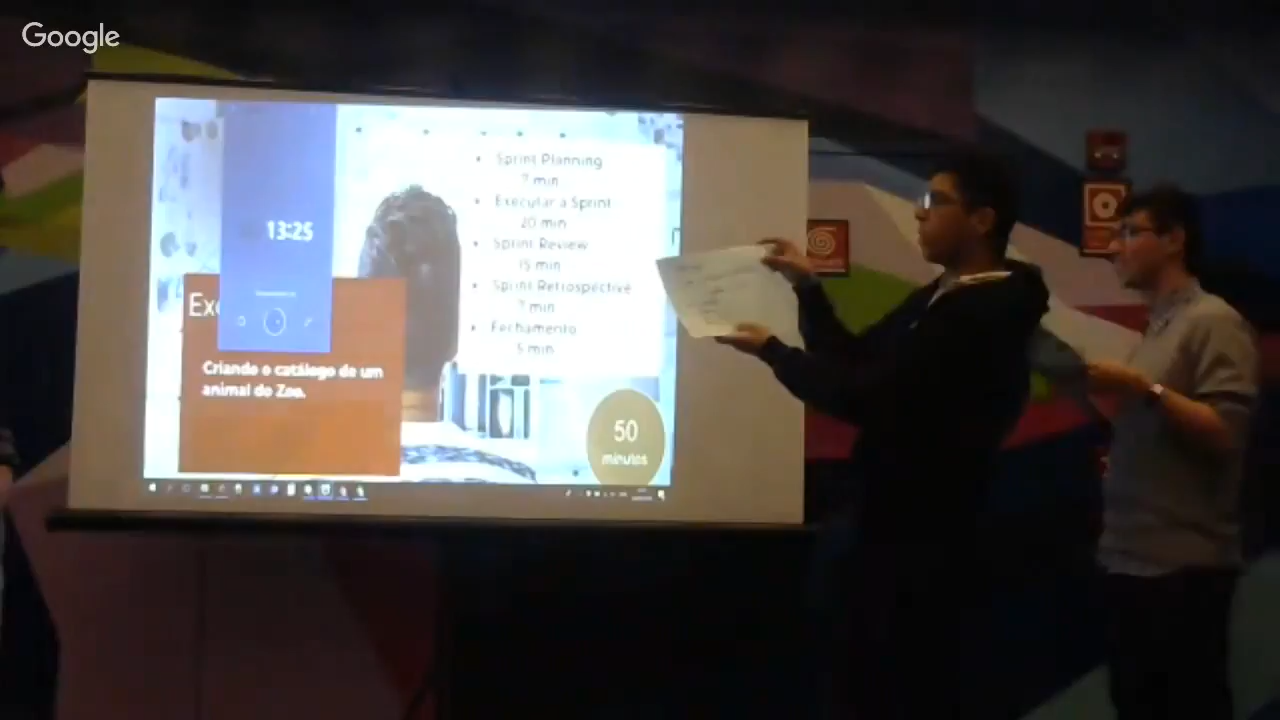 Google
13:25
Exe
Criando o catálogo de um
animal do Zoo.
• Sprint Planning
7 min
• Executar a Sprint
20 min
• Sprint Review
15 min
• Sprint Retrospective
7 min
• Fechamento
5 min
50
minutos